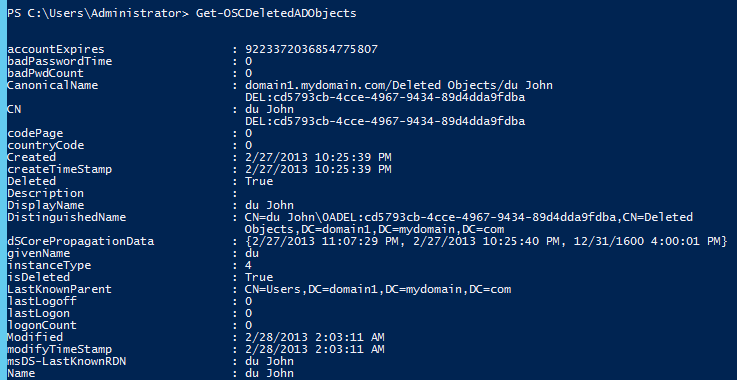 PS C:\Users\Administrator> Get-OSCDeletedADObjects
accountExpires : 9223372036854775807
badPasswordTime : 0
badPwdCount : 0
CanonicalName : domain1.mydomain.com/Deleted Objects/du John
DEL:cd5793cb-4cce-4967-9434-89d4dda9fdba
CN : du John
DEL:cd5793cb-4cce-4967-9434-89d4dda9fdba
codePage : 0
countryCode : 0
Created : 2/27/2013 10:25:39 PM
createTimeStamp : 2/27/2013 10:25:39 PM
Deleted : True
Description :
DisplayName : du John
DistinguishedName : CN=du John\0ADEL:cd5793cb-4cce-4967-9434-89d4dda9fdba,CN=Deleted
Objects,DC=domain1,DC=mydomain,DC=com
dSCorePropagationData : {2/27/2013 11:07:29 PM, 2/27/2013 10:25:40 PM, 12/31/1600 4:00:01 PM}
givenName : du
instanceType : 4
isDeleted : True
LastKnownParent : CN=Users,DC=domain1,DC=mydomain,DC=com
lastLogoff : 0
lastLogon : 0
logonCount : 0
Modified : 2/28/2013 2:03:11 AM
modifyTimeStamp : 2/28/2013 2:03:11 AM
msDS-LastKnownRDN : du John
Name : du John